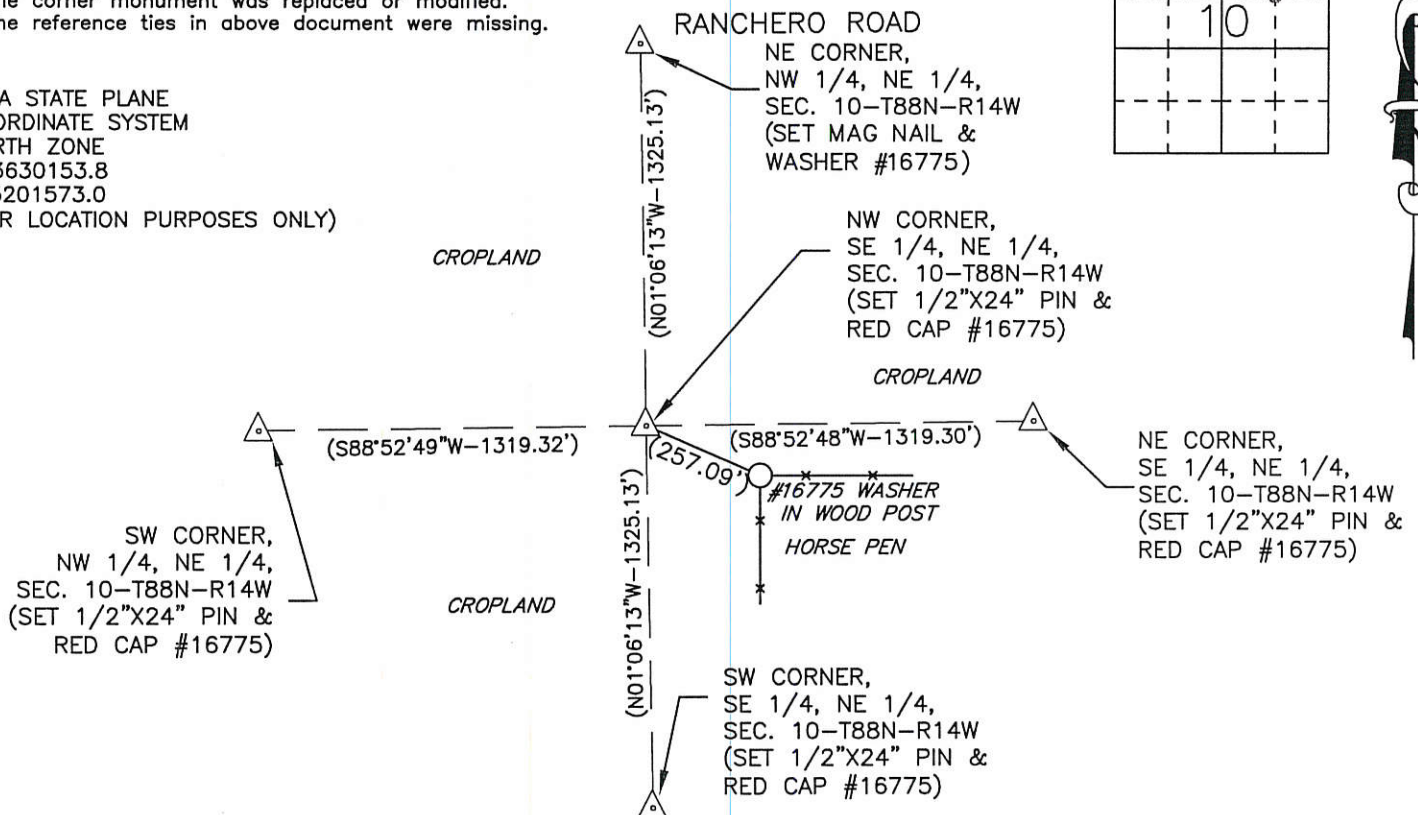 ne corner monument was replaced or modified.
ne reference ties in above document were missing.
A STATE PLANE
ORDINATE SYSTEM
RTH ZONE
3630153.8
6201573.0
R LOCATION PURPOSES ONLY)
RANCHERO ROAD
NE CORNER,
NW 1/4, NE 1/4,
SEC. 10-T88N-R14W
(SET MAG NAIL &
WASHER #16775)
10
(N01°06'13"W-1325.13')
CROPLAND
NW CORNER,
SE 1/4, NE 1/4,
SEC. 10-T88N-R14W
(SET 1/2"X24" PIN &
RED CAP #16775)
CROPLAND
(S88°52'49"W-1319.32')
(S88°52'48"W-1319.30')
(257.09')
#16775 WASHER
IN WOOD POST
HORSE PEN
NE CORNER,
SE 1/4, NE 1/4,
SEC. 10-T88N-R14W
(SET 1/2"X24" PIN &
RED CAP #16775)
SW CORNER,
NW 1/4, NE 1/4,
SEC. 10-T88N-R14W
(SET 1/2"X24" PIN &
RED CAP #16775)
CROPLAND
(N01°06'13"W-1325.13')
SW CORNER,
SE 1/4, NE 1/4,
SEC. 10-T88N-R14W
(SET 1/2"X24" PIN &
RED CAP #16775)